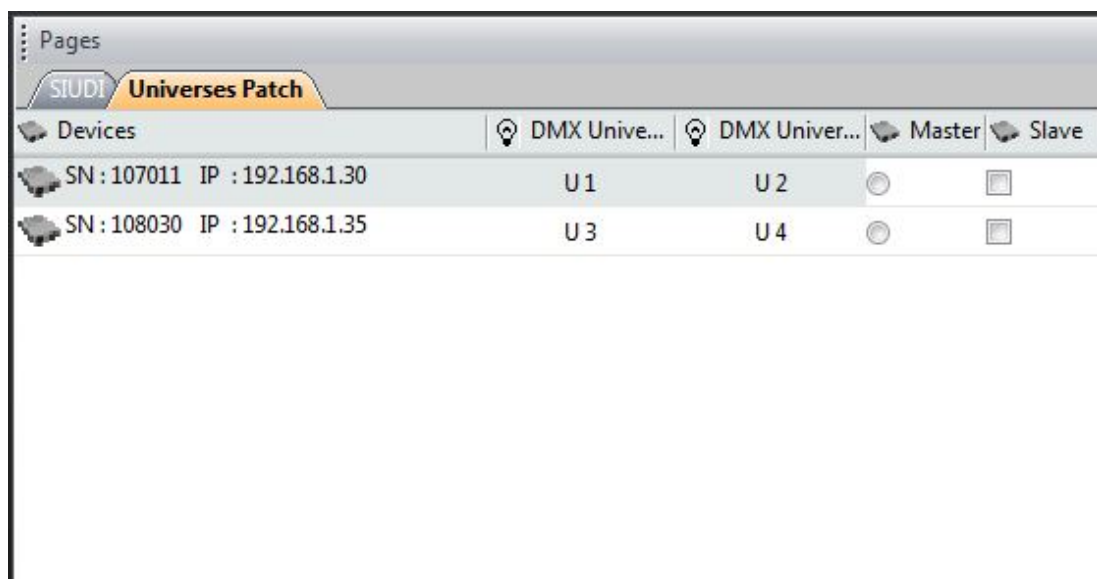 Pages
SIUDI Universes Patch
Devices DMX Unive... DMX Univer... Master Slave
SN : 107011 IP : 192.168.1.30 U 1 U 2
SN : 108030 IP : 192.168.1.35 U 3 U 4